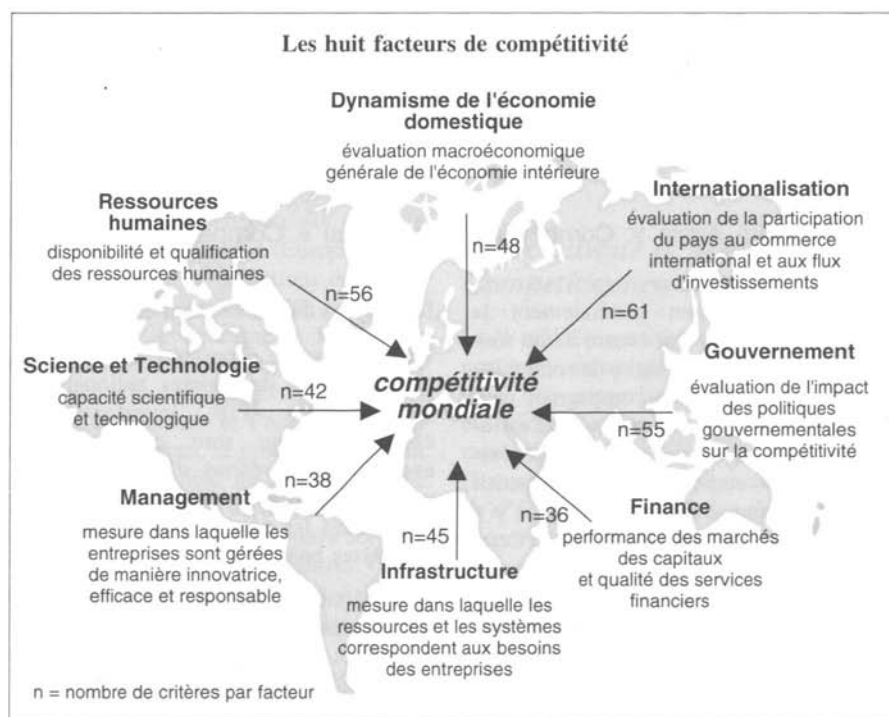 Les huit facteurs de compétitivité
Dynamisme de l'économie
domestique
évaluation macroéconomique
générale de l'économie intérieure
n=48
Internationalisation
évaluation de la participation
du pays au commerce
international et aux flux
d'investissements
n=61
Gouvernement
évaluation de l'impact
des politiques
gouvernementales
sur la compétitivité
n=55
Finance
performance des marchés
des capitaux
et qualité des services
financiers
n=36
Infrastructure
mesure dans laquelle les
ressources et les systèmes
correspondent aux besoins
des entreprises
n=45
Management
mesure dans laquelle les
entreprises sont gérées
de manière innovatrice,
efficace et responsable
n=38
Science et Technologie
capacité scientifique
et technologique
n=42
Ressources
humaines
disponibilité et qualification
des ressources humaines
n=56
compétitivité
mondiale
n = nombre de critères par facteur